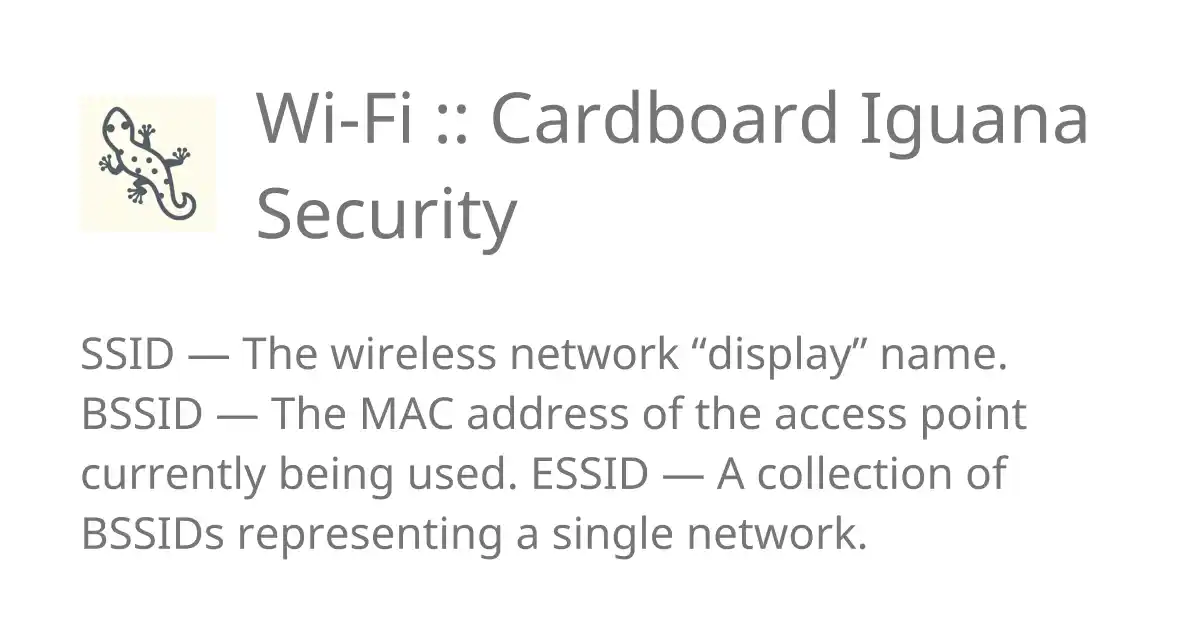 Wi-Fi :: Cardboard Iguana
Security
SSID — The wireless network “display” name.
BSSID — The MAC address of the access point
currently being used. ESSID — A collection of
BSSIDs representing a single network.